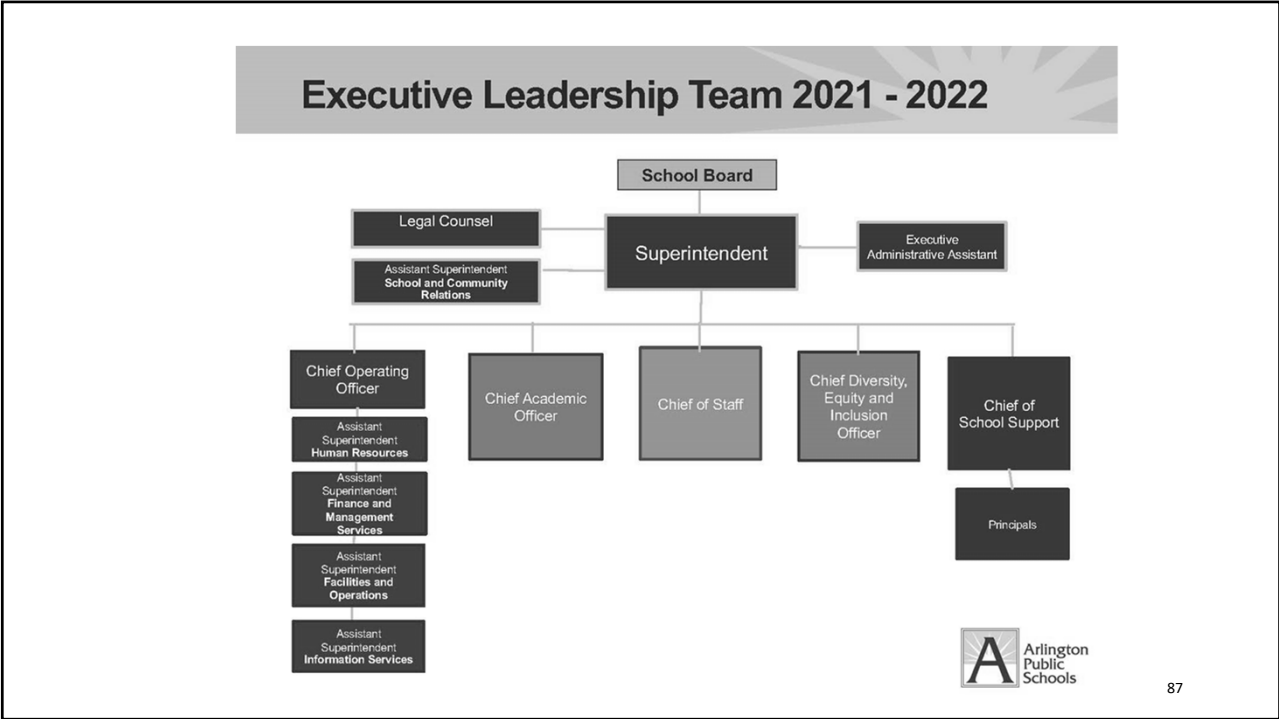 Executive Leadership Team 2021 - 2022
School Board
Legal Counsel
Superintendent
Executive
Administrative Assistant
Assistant Superintendent
School and Community
Relations
Chief Operating
Officer
Assistant
Superintendent
Human Resources
Assistant
Superintendent
Finance and
Management
Services
Assistant
Superintendent
Facilities and
Operations
Assistant
Superintendent
Information Services
Chief Academic
Officer
Chief of Staff
Chief Diversity,
Equity and
Inclusion
Officer
Chief of
School Support
Principals
A
Arlington
Public
Schools
87